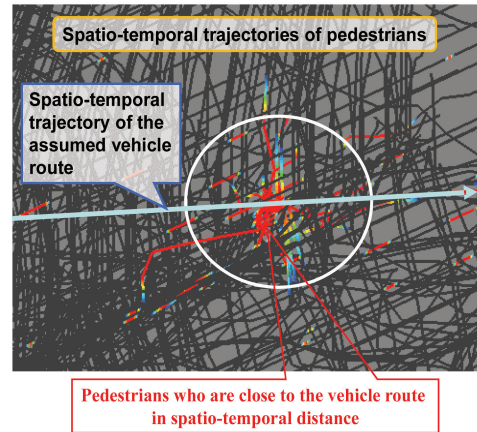 Spatio-temporal trajectories of pedestrians
Spatio-temporal
trajectory of the
assumed vehicle
route
Pedestrians who are close to the vehicle route
in spatio-temporal distance